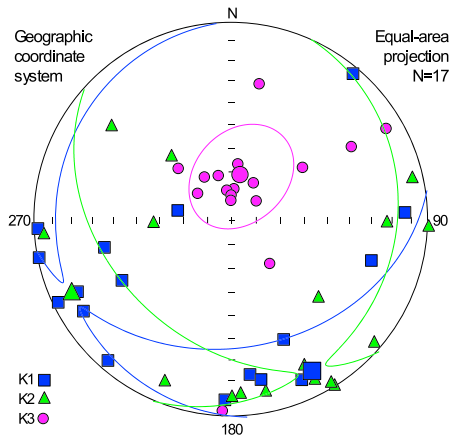 N
Geographic
coordinate
system
Equal-area
projection
N=17
270
90
K1
K2
K3
180